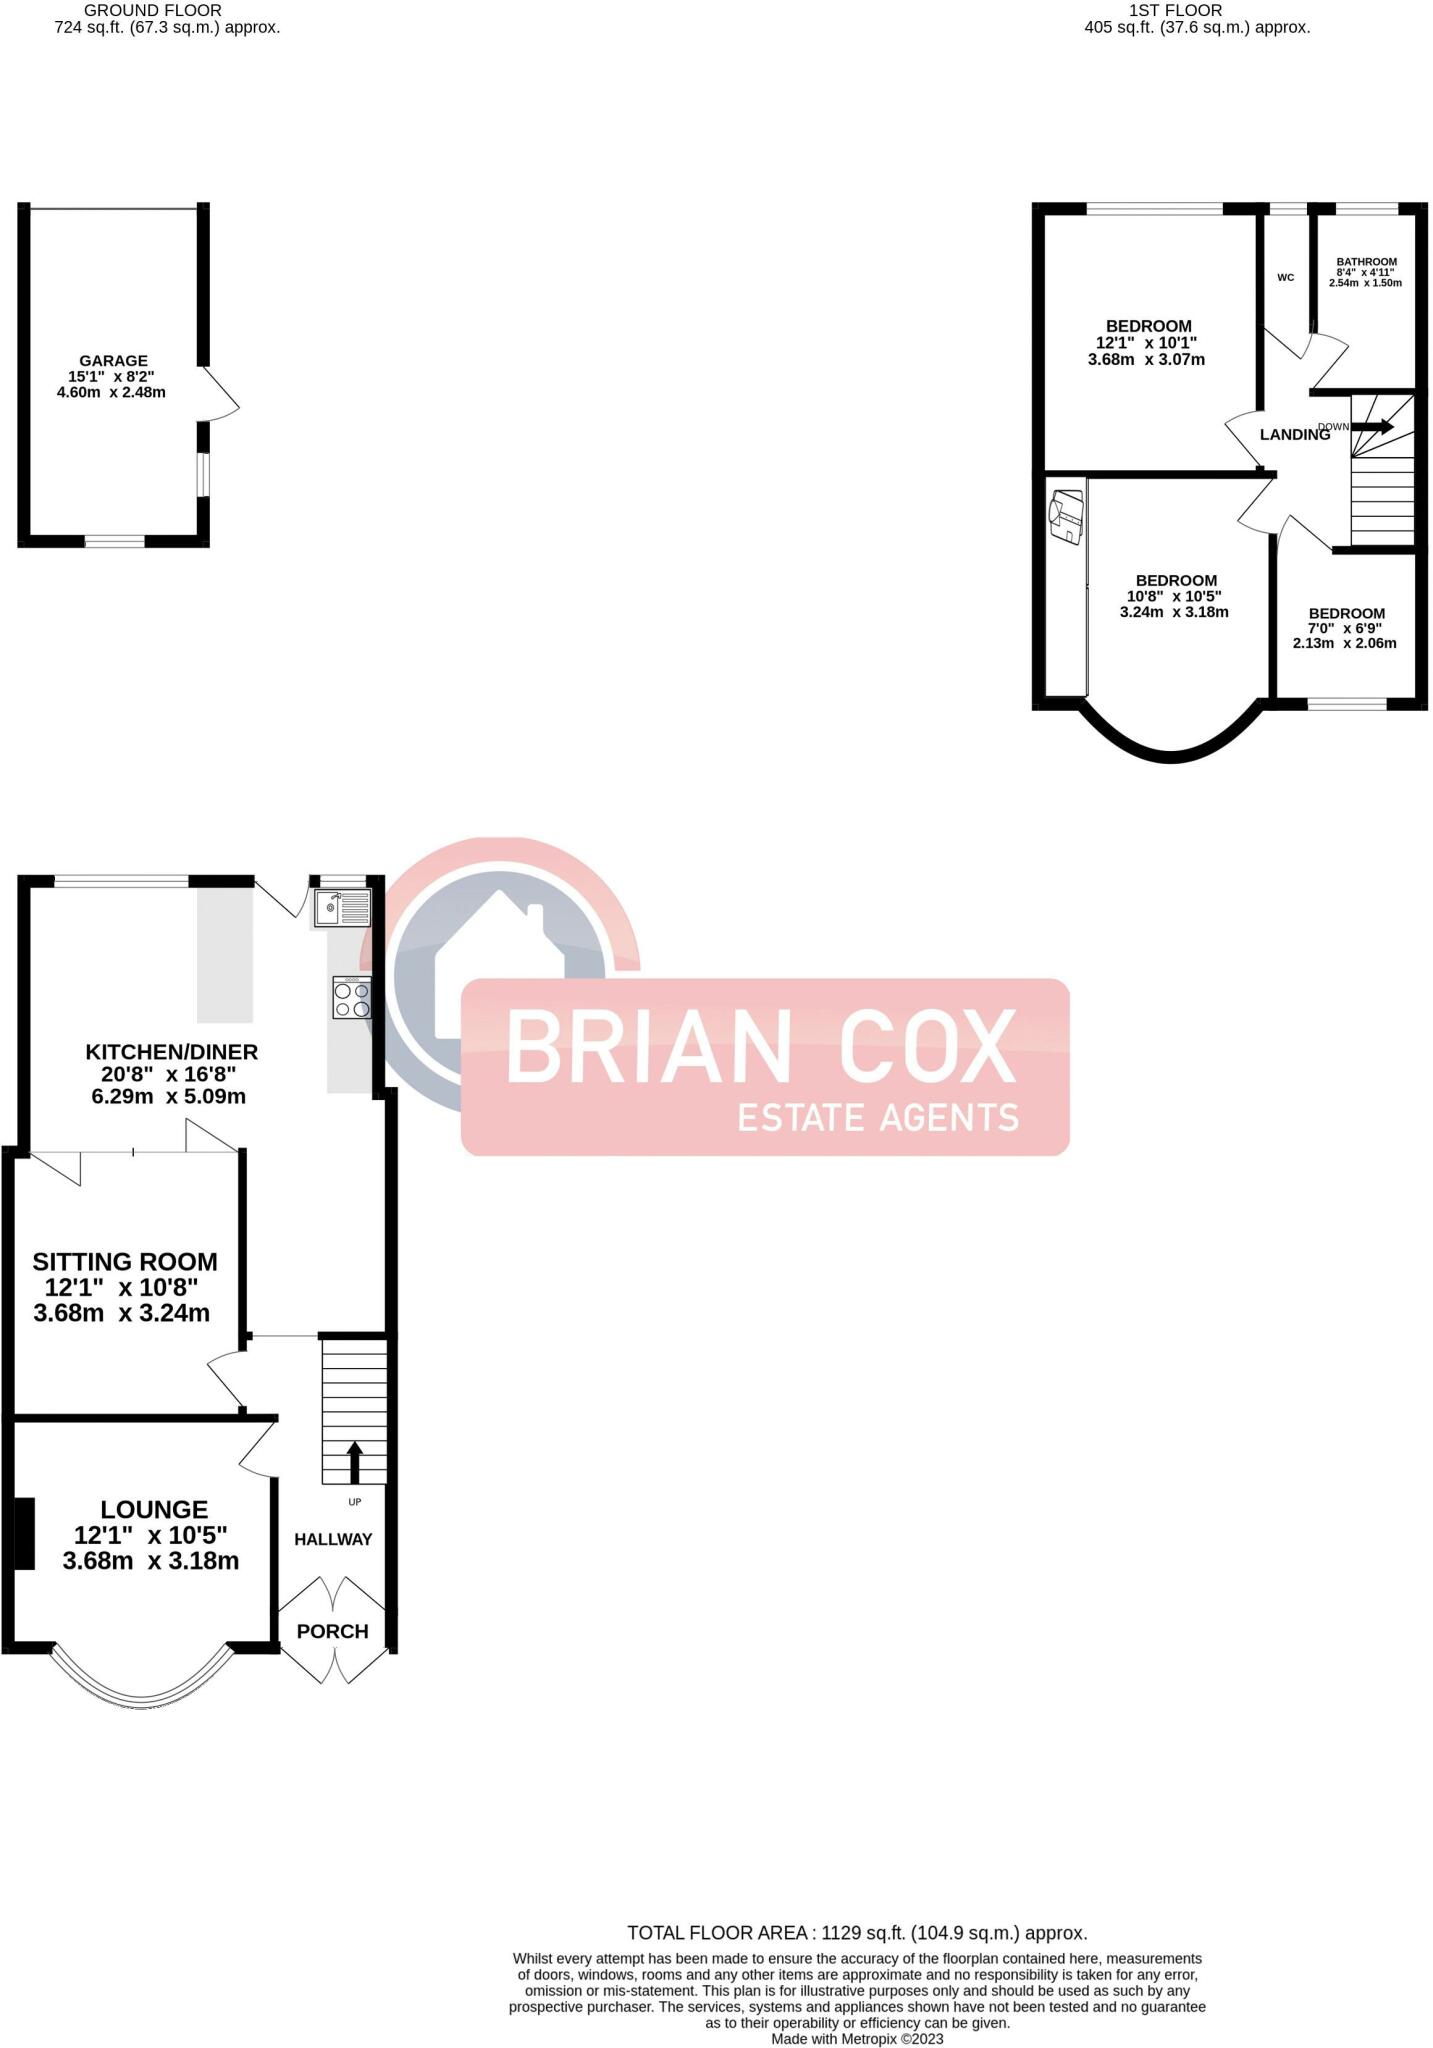 GROUND FLOOR
724 sq.ft. (67.3 sq.m.) approx.
1ST FLOOR
405 sq.ft. (37.6 sq.m.) approx.
GARAGE
15'1" x 8'2"
4.60m x 2.48m
BEDROOM
12'1" x 10'1"
3.68m x 3.07m
WC
BATHROOM
8'4" x 4'11"
2.54m x 1.50m
LANDING
DOWN
BEDROOM
10'8" x 10'5"
3.24m x 3.18m
BEDROOM
7'0" x 6'9"
2.13m x 2.06m
KITCHEN/DINER
20'8" x 16'8"
6.29m x 5.09m
BRIAN COX
ESTATE AGENTS
SITTING ROOM
12'1" x 10'8"
3.68m x 3.24m
LOUNGE
12'1" x 10'5"
3.68m x 3.18m
UP
HALLWAY
PORCH
TOTAL FLOOR AREA : 1129 sq.ft. (104.9 sq.m.) approx.
Whilst every attempt has been made to ensure the accuracy of the floorplan contained here, measurements
of doors, windows, rooms and any other items are approximate and no responsibility is taken for any error,
omission or mis-statement. This plan is for illustrative purposes only and should be used as such by any
prospective purchaser. The services, systems and appliances shown have not been tested and no guarantee
as to their operability or efficiency can be given.
Made with Metropix ©2023